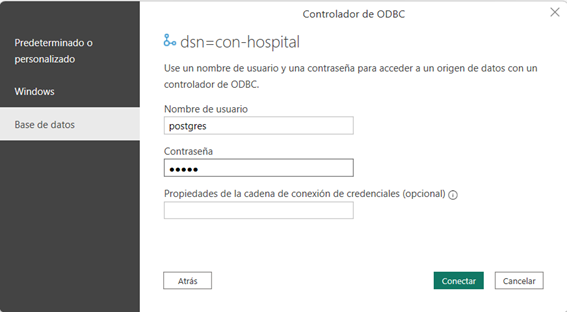 Controlador de ODBC
Predeterminado o
personalizado
Windows
Base de datos
dsn=con-hospital
Use un nombre de usuario y una contraseña para acceder a un origen de datos con un
controlador de ODBC.
Nombre de usuario
postgres
Contraseña
•••••
Propiedades de la cadena de conexión de credenciales (opcional)
Atrás
Conectar
Cancelar